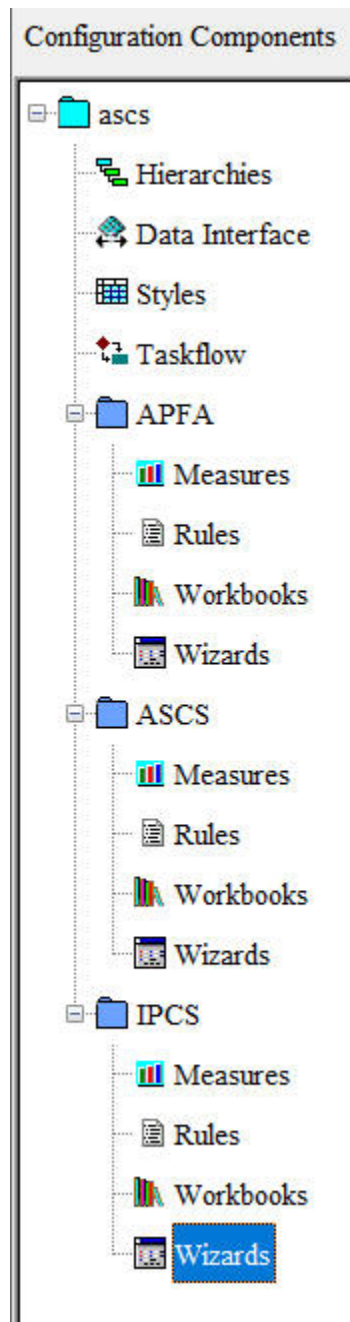 Configuration Components
ascs
Hierarchies
Data Interface
Styles
Taskflow
APFA
Measures
Rules
Workbooks
Wizards
ASCS
Measures
Rules
Workbooks
Wizards
IPCS
Measures
Rules
Workbooks
Wizards